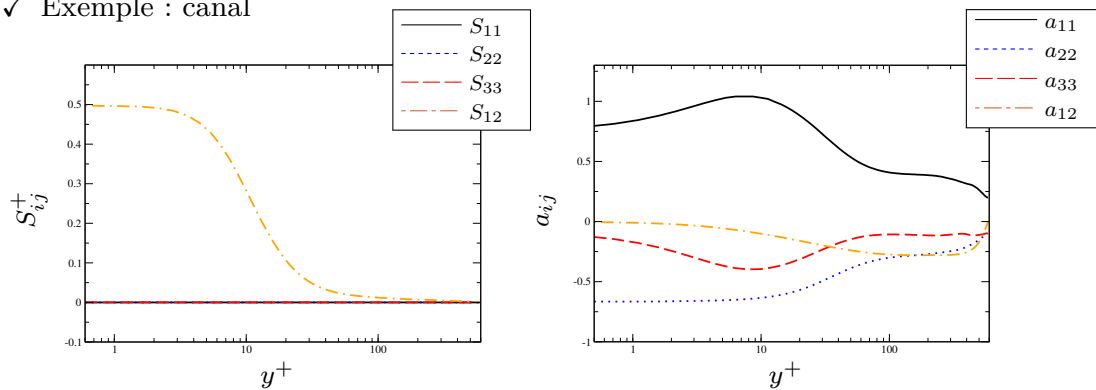 ✓ Exemple : canal
S₁₁
S₂₂
S₃₃
S₁₂
0.5
0.4
0.3
0.2
0.1
0
-0.1
1
10
100
S⁺ᵢⱼ
y⁺
a₁₁
a₂₂
a₃₃
a₁₂
1
0.5
0
-0.5
-1
1
10
100
aᵢⱼ
y⁺